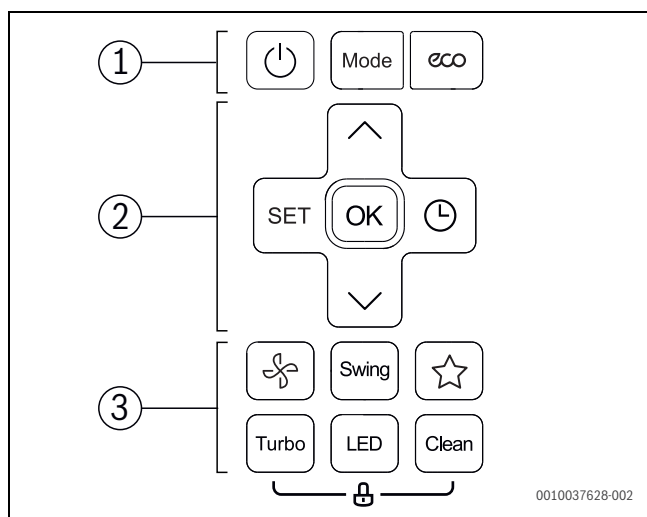 1
Mode eco
2
SET OK
3
Swing
Turbo LED Clean
0010037628-002